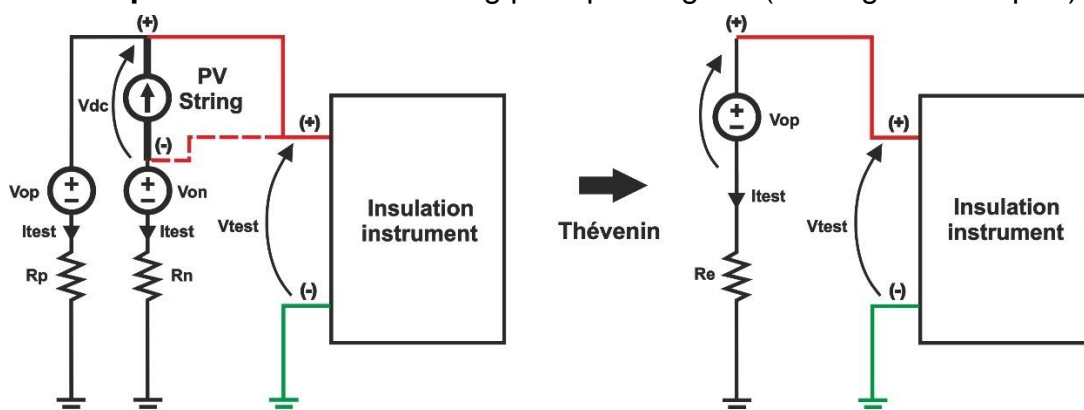 (+)
(+)
PV
String
Vdc
(-)
(+)
(+)
Vop
Vop
Von
Itest
Itest
Itest
Vtest
Insulation
instrument
Thévenin
Vtest
Insulation
instrument
Rp
Rn
Re
(-)
(-)